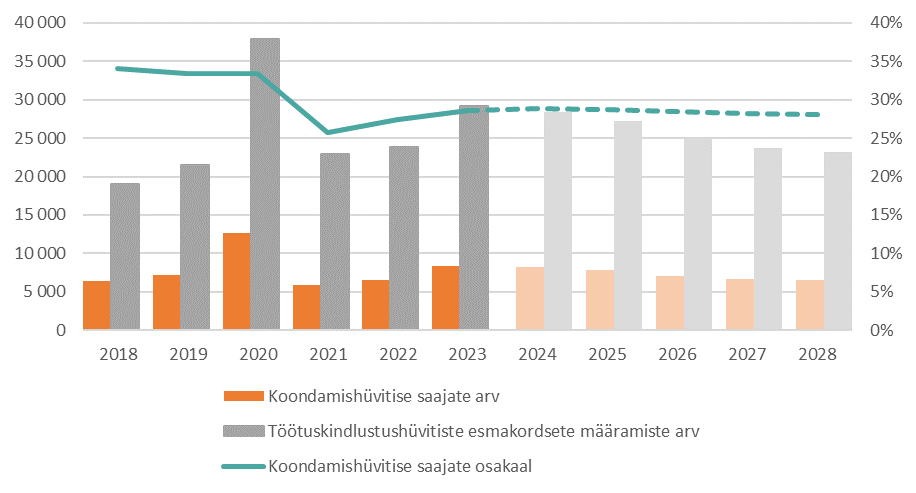 40 000 40%
35 000 35%
30 000 30%
25 000 25%
20 000 20%
15 000 15%
10 000 10%
5 000 5%
0 0%
2018 2019 2020 2021 2022 2023 2024 2025 2026 2027 2028
Koondamishüvitise saajate arv
Töötuskindlustushüvitiste esmakordsete määramiste arv
Koondamishüvitise saajate osakaal